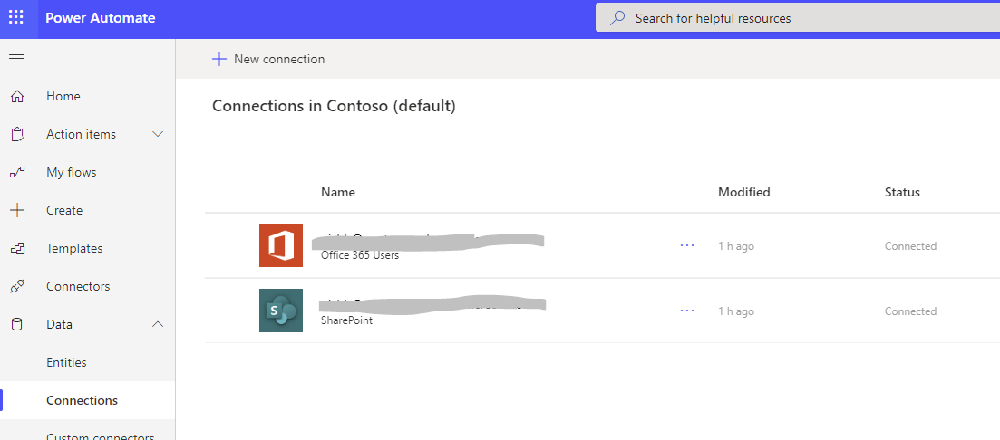 Power Automate
Search for helpful resources
New connection
Home
Action items
My flows
Create
Templates
Connectors
Data
Entities
Connections
Custom connectors
Connections in Contoso (default)
Name Modified Status
Office 365 Users
1 h ago Connected
S
SharePoint
1 h ago Connected